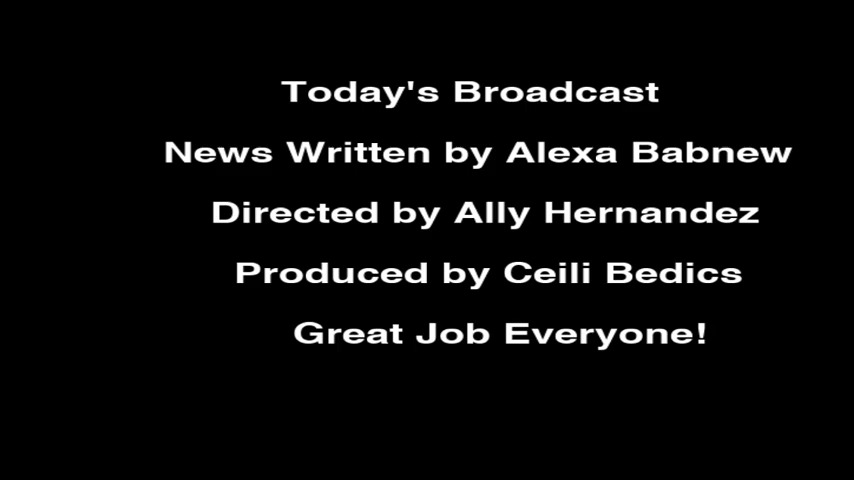 Today's Broadcast
News Written by Alexa Babnew
Directed by Ally Hernandez
Produced by Ceili Bedics
Great Job Everyone!